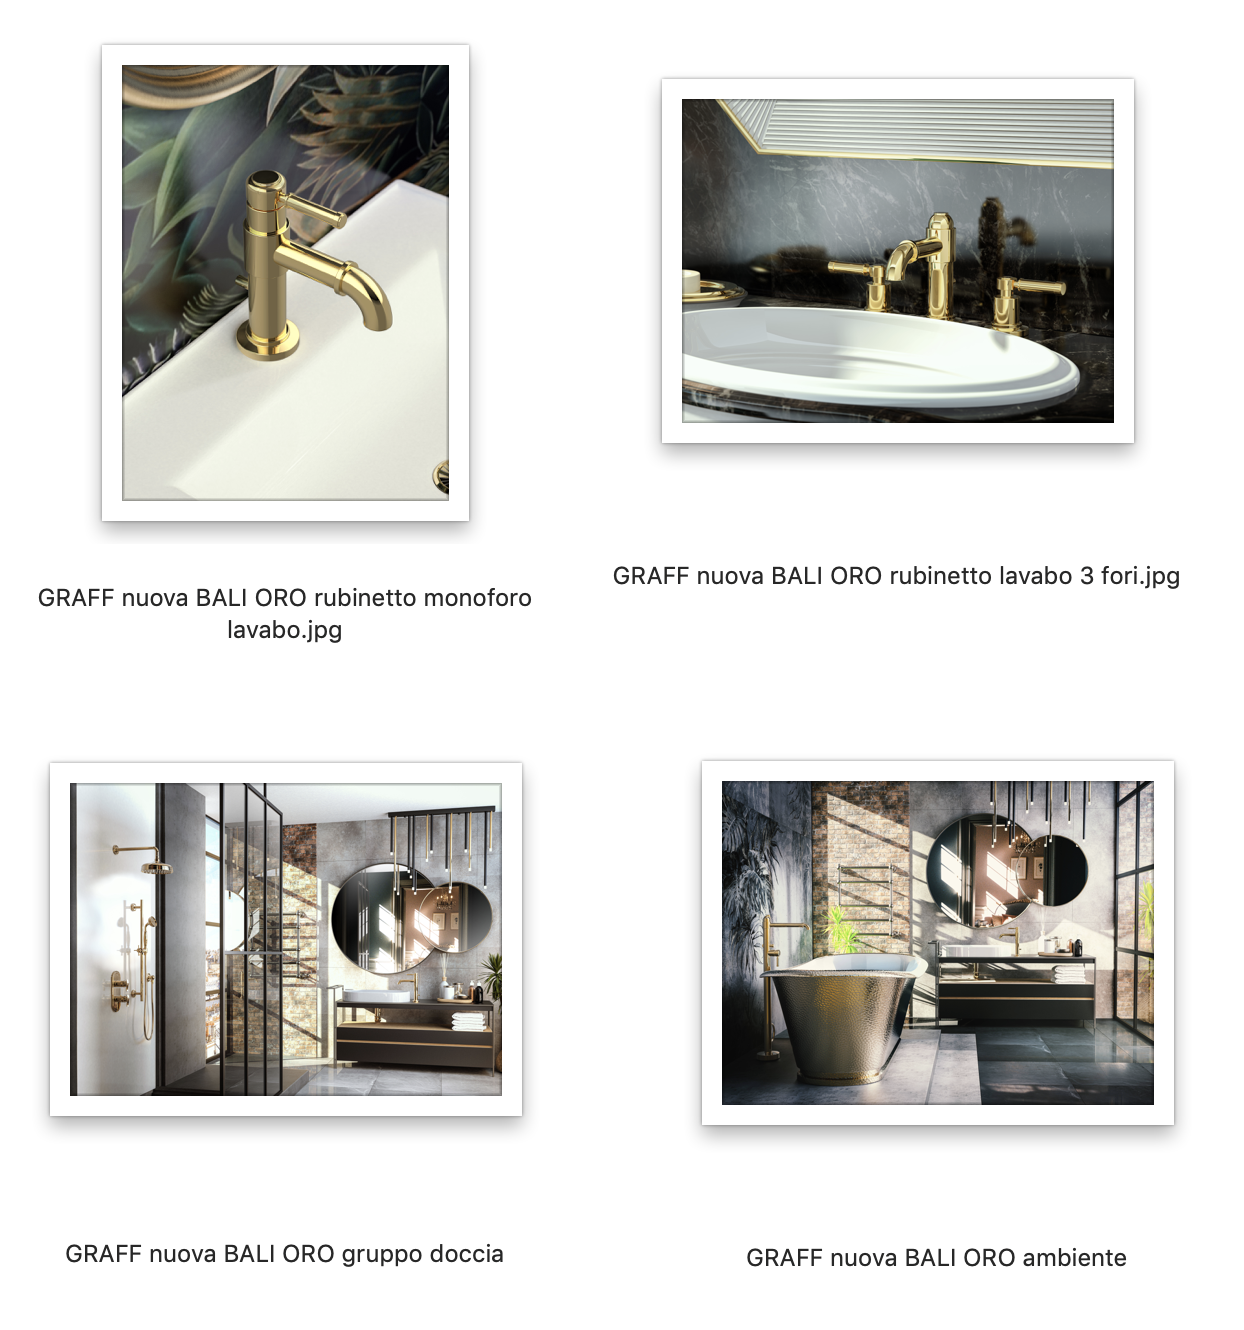 GRAFF nuova BALI ORO rubinetto monoforo
lavabo.jpg
GRAFF nuova BALI ORO rubinetto lavabo 3 fori.jpg
GRAFF nuova BALI ORO gruppo doccia
GRAFF nuova BALI ORO ambiente